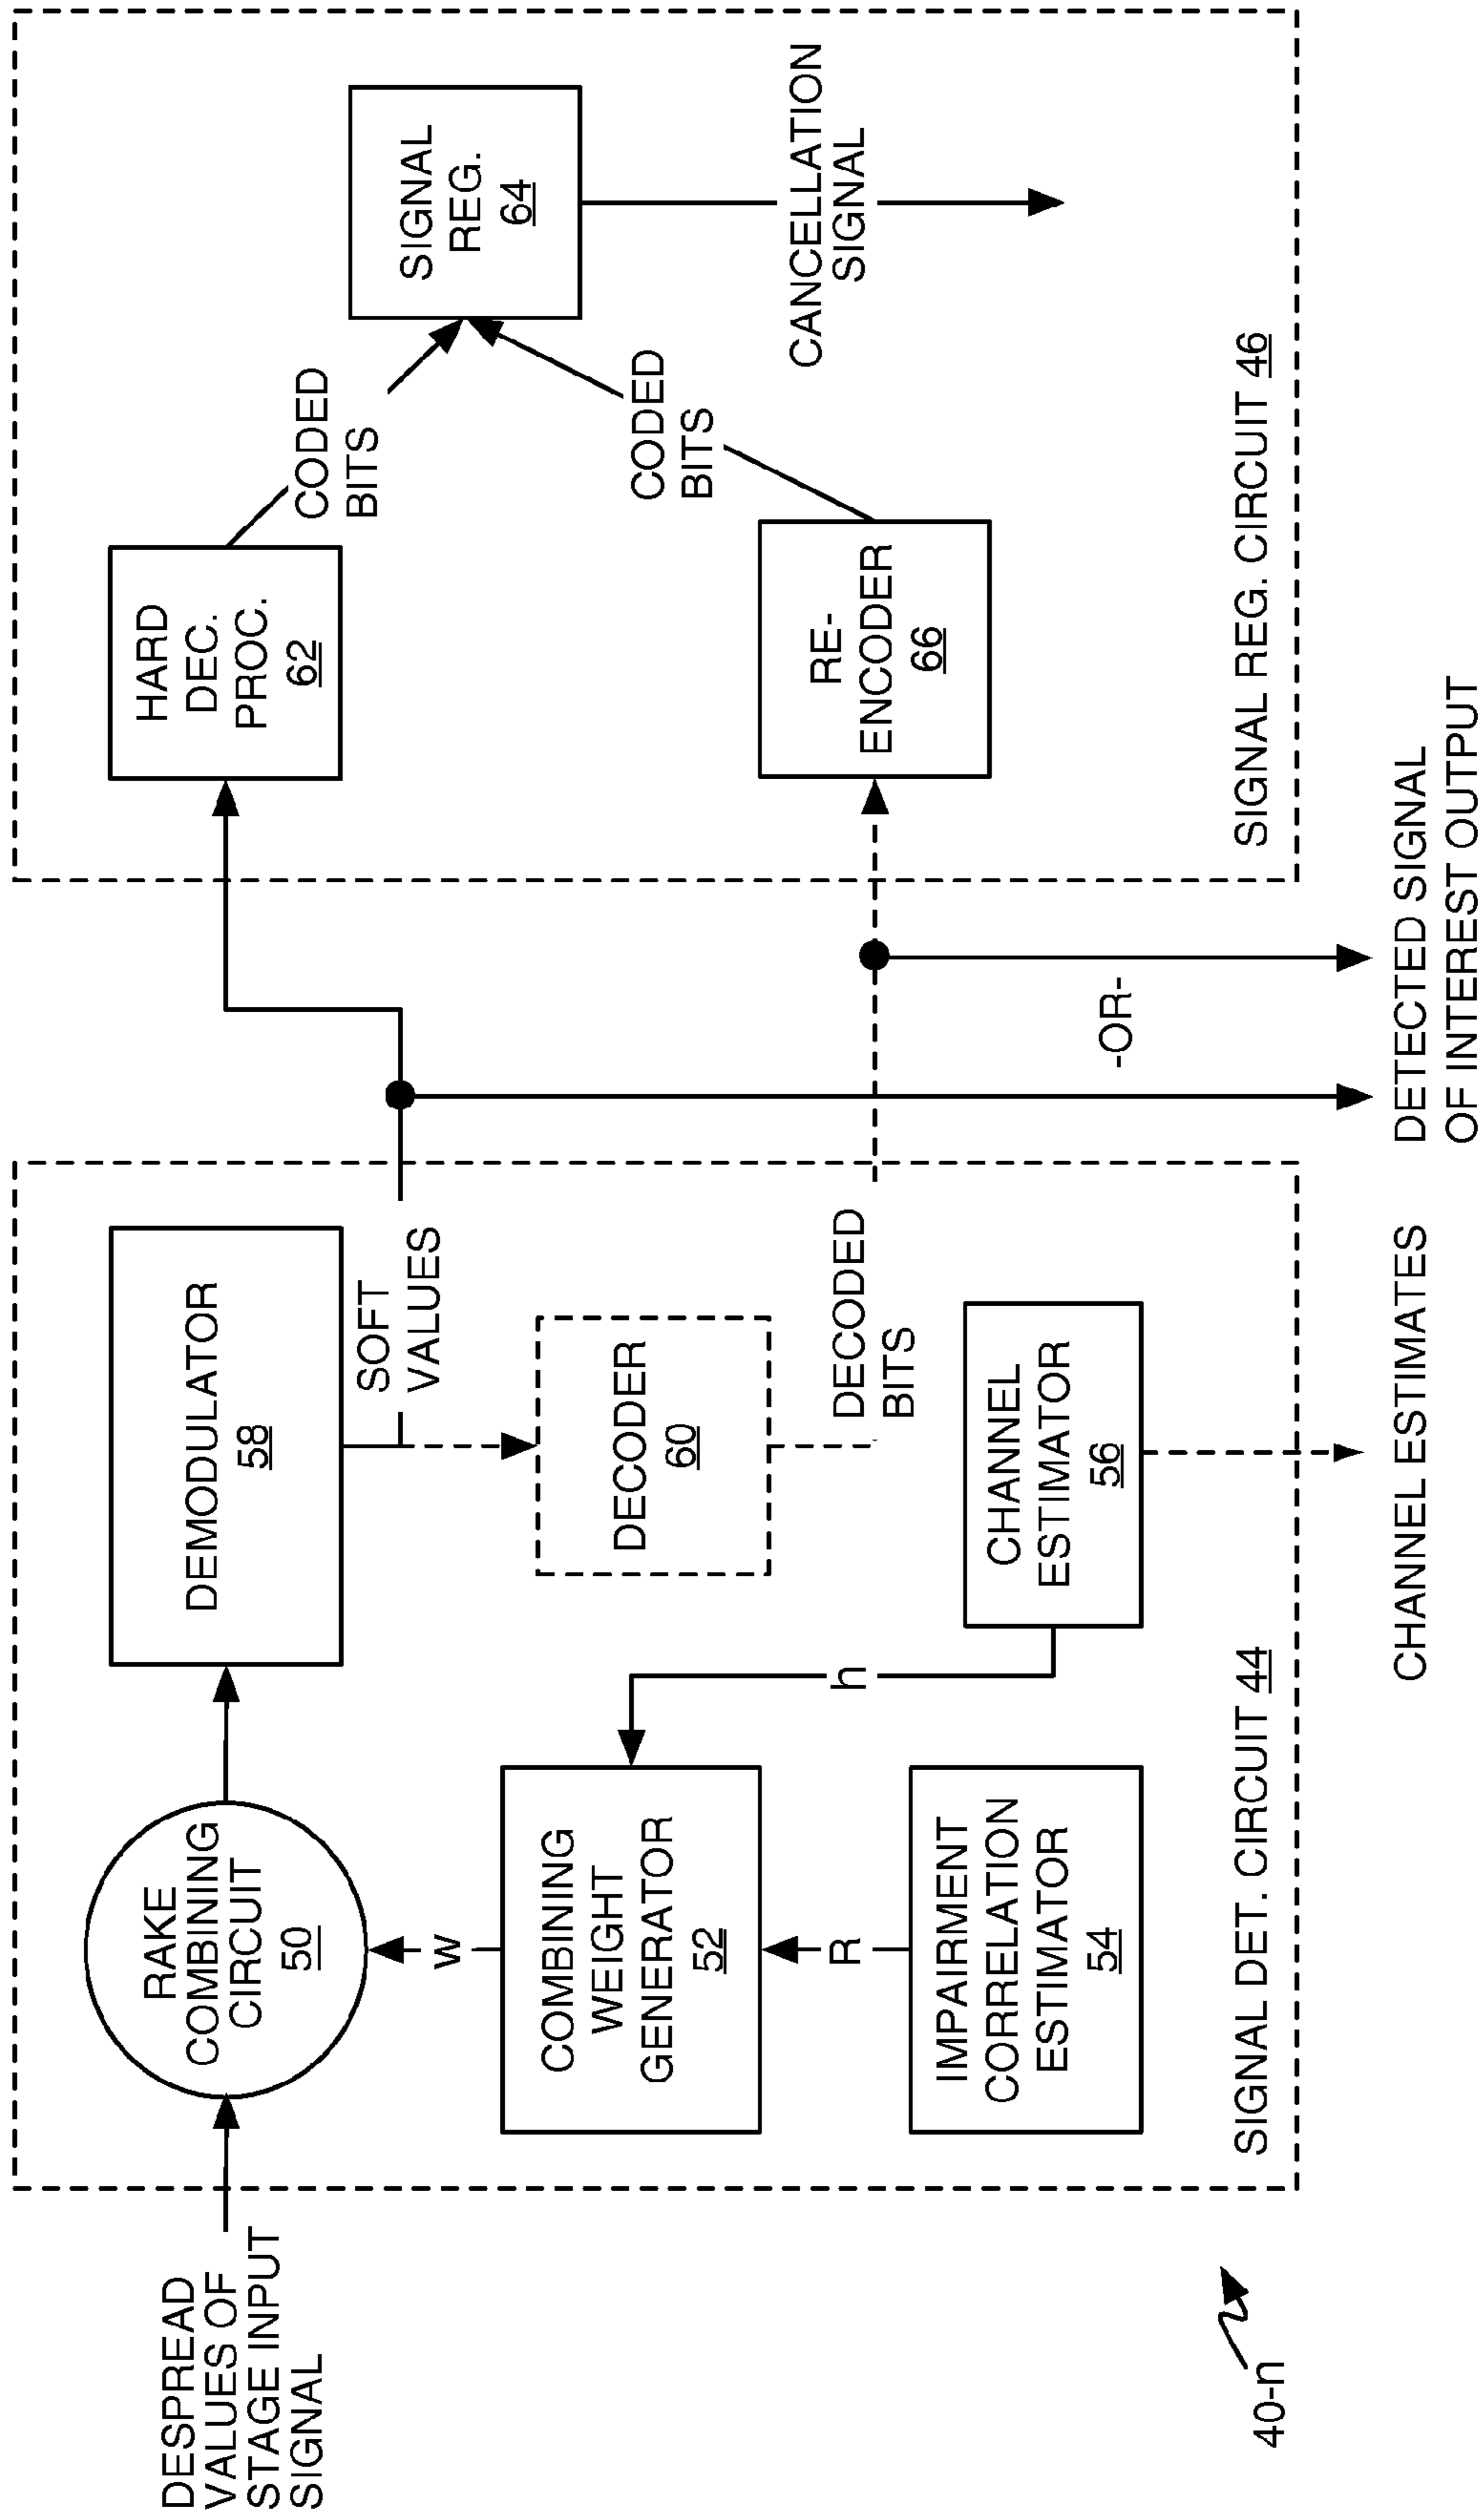 DESPREAD
VALUES OF
STAGE INPUT
SIGNAL
RAKE
COMBINING
CIRCUIT
50
W
COMBINING
WEIGHT
GENERATOR
52
R
IMPAIRMENT
CORRELATION
ESTIMATOR
54
h
DEMODULATOR
58
SOFT
VALUES
DECODER
60
DECODED
BITS
CHANNEL
ESTIMATOR
56
SIGNAL DET. CIRCUIT 44
CHANNEL ESTIMATES
HARD
DEC.
PROC.
62
CODED
BITS
SIGNAL
REG.
64
RE-
ENCODER
66
CODED
BITS
CANCELLATION
SIGNAL
SIGNAL REG. CIRCUIT 46
-OR-
DETECTED SIGNAL
OF INTEREST OUTPUT
40-n